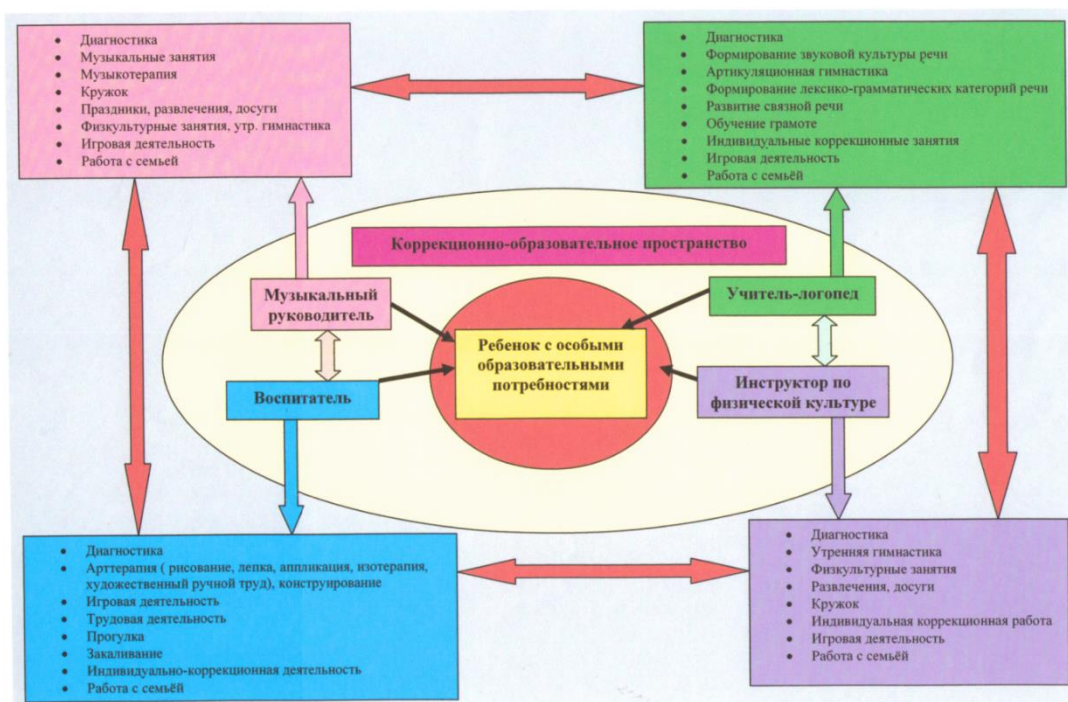 Диагностика
Музыкальные занятия
Музыкотерапия
Кружок
Праздники, развлечения, досуги
Физкультурные занятия, утр. гимнастика
Игровая деятельность
Работа с семьей
Диагностика
Формирование звуковой культуры речи
Артикуляционная гимнастика
Формирование лексико-грамматических категорий речи
Развитие связной речи
Обучение грамоте
Индивидуальные коррекционные занятия
Игровая деятельность
Работа с семьёй
Коррекционно-образовательное пространство
Музыкальный
руководитель
Учитель-логопед
Ребенок с особыми
образовательными
потребностями
Воспитатель
Инструктор по
физической культуре
Диагностика
Арттерапия ( рисование, лепка, аппликация, изотерапия,
художественный ручной труд), конструирование
Игровая деятельность
Трудовая деятельность
Прогулка
Закаливание
Индивидуально-коррекционная деятельность
Работа с семьёй
Диагностика
Утренняя гимнастика
Физкультурные занятия
Развлечения, досуги
Кружок
Индивидуальная коррекционная работа
Игровая деятельность
Работа с семьёй